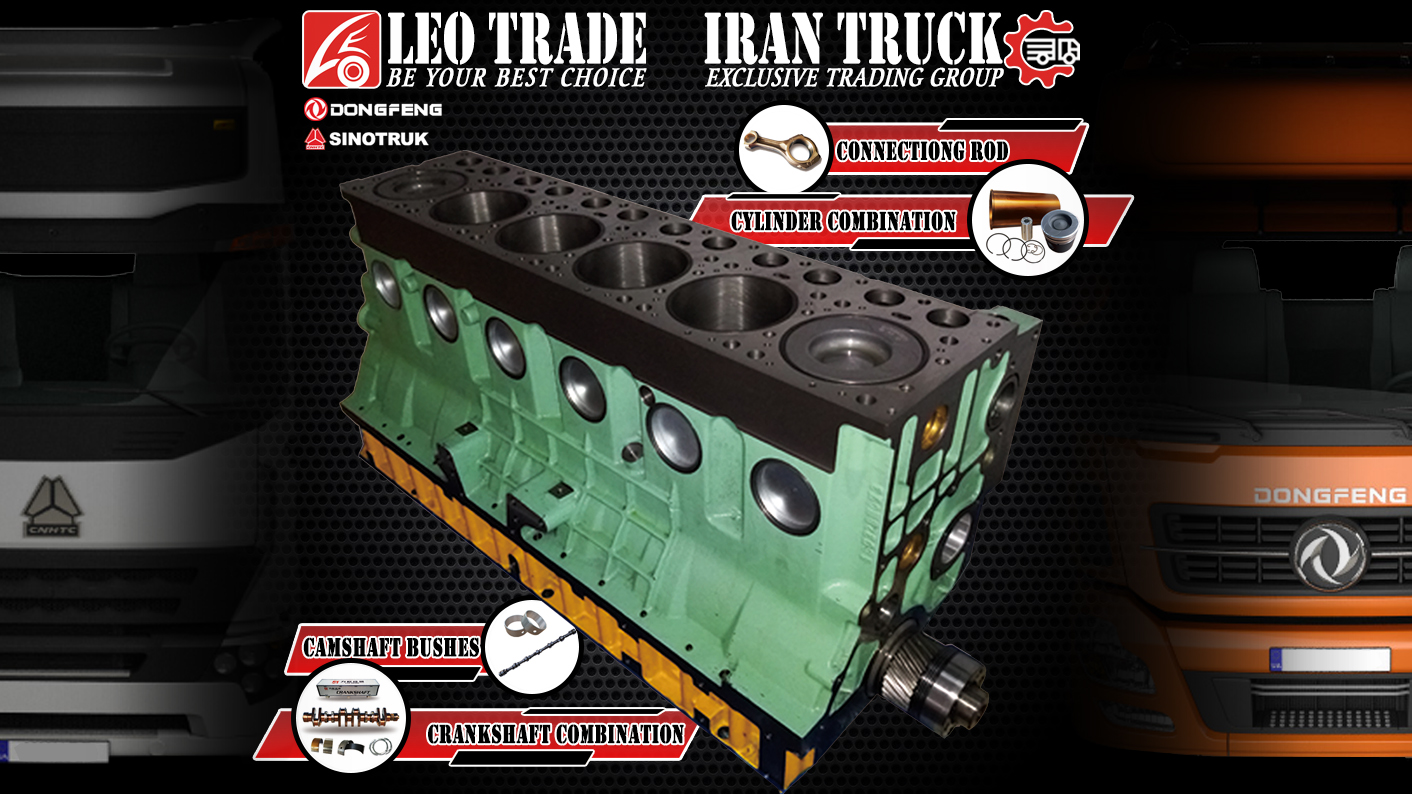 LEO TRADE
BE YOUR BEST CHOICE
IRAN TRUCK
EXCLUSIVE TRADING GROUP
DONGFENG
SINOTRUK
CONNECTIONG ROD
CYLINDER COMBINATION
CNHTC
DONGFENG
CAMSHAFT BUSHES
CRANKSHAFT
CRANKSHAFT COMBINATION